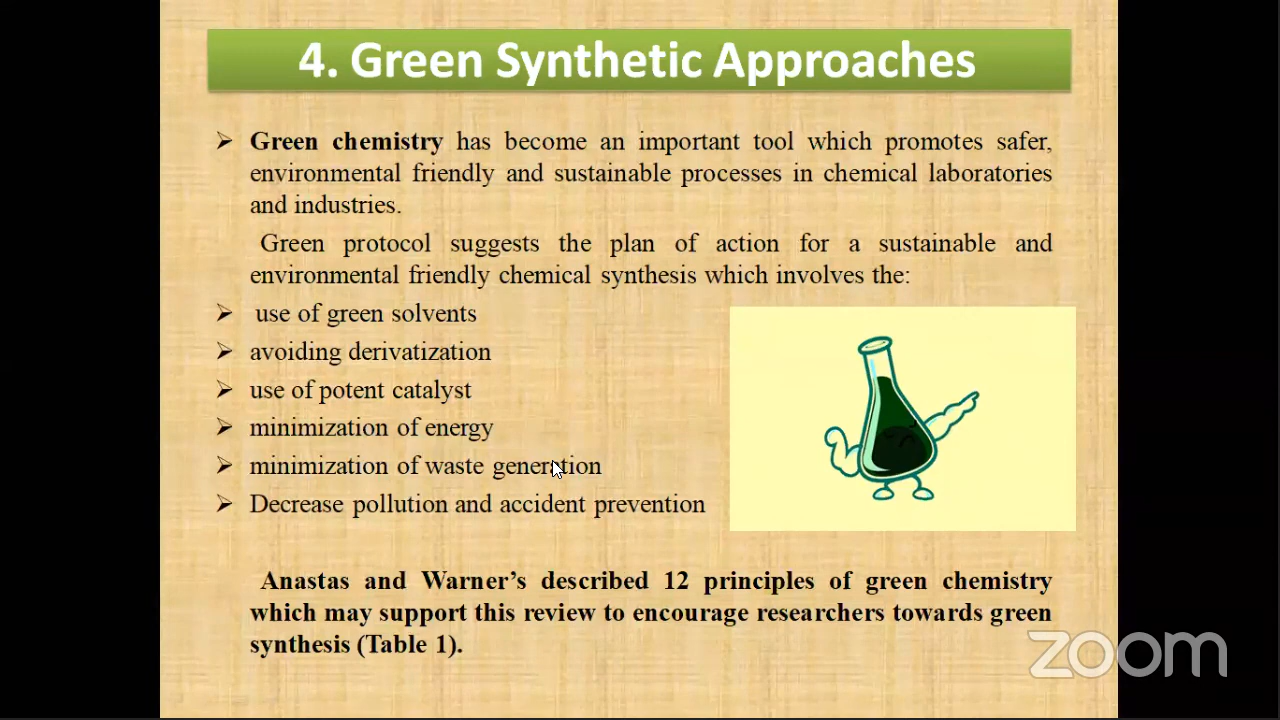 4. Green Synthetic Approaches
➢ Green chemistry has become an important tool which promotes safer,
environmental friendly and sustainable processes in chemical laboratories
and industries.
Green protocol suggests the plan of action for a sustainable and
environmental friendly chemical synthesis which involves the:
➢ use of green solvents
➢ avoiding derivatization
➢ use of potent catalyst
➢ minimization of energy
➢ minimization of waste generation
➢ Decrease pollution and accident prevention
Anastas and Warner’s described 12 principles of green chemistry
which may support this review to encourage researchers towards green
synthesis (Table 1).
zoom